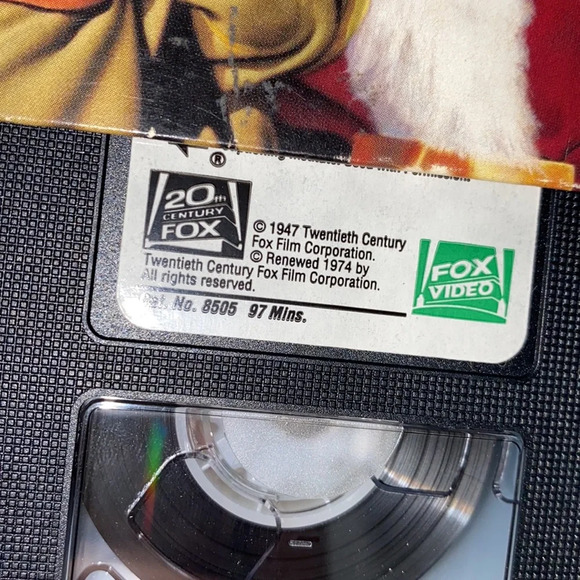 ®
20th
CENTURY
FOX
© 1947 Twentieth Century
Fox Film Corporation.
© Renewed 1974 by
Twentieth Century Fox Film Corporation.
All rights reserved.
Cat. No. 8505 97 Mins.
FOX
VIDEO